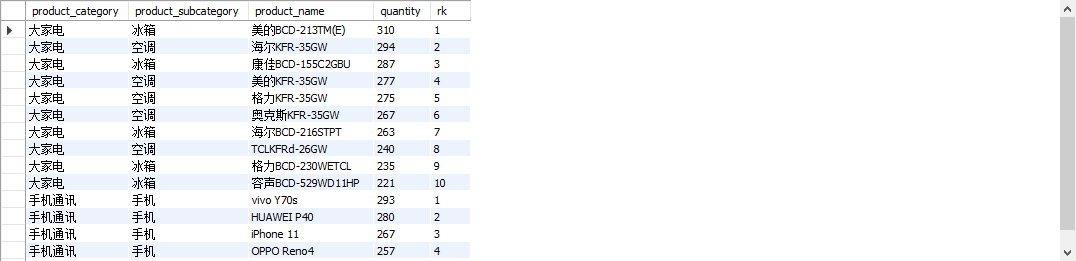 product_category product_subcategory product_name quantity rk
大家电 冰箱 美的BCD-213TM(E) 310 1
大家电 空调 海尔KFR-35GW 294 2
大家电 冰箱 康佳BCD-155C2GBU 287 3
大家电 空调 美的KFR-35GW 277 4
大家电 空调 格力KFR-35GW 275 5
大家电 空调 奥克斯KFR-35GW 267 6
大家电 冰箱 海尔BCD-216STPT 263 7
大家电 空调 TCLKFRd-26GW 240 8
大家电 冰箱 格力BCD-230WETCL 235 9
大家电 冰箱 容声BCD-529WD11HP 221 10
手机通讯 手机 vivo Y70s 293 1
手机通讯 手机 HUAWEI P40 280 2
手机通讯 手机 iPhone 11 267 3
手机通讯 手机 OPPO Reno4 257 4